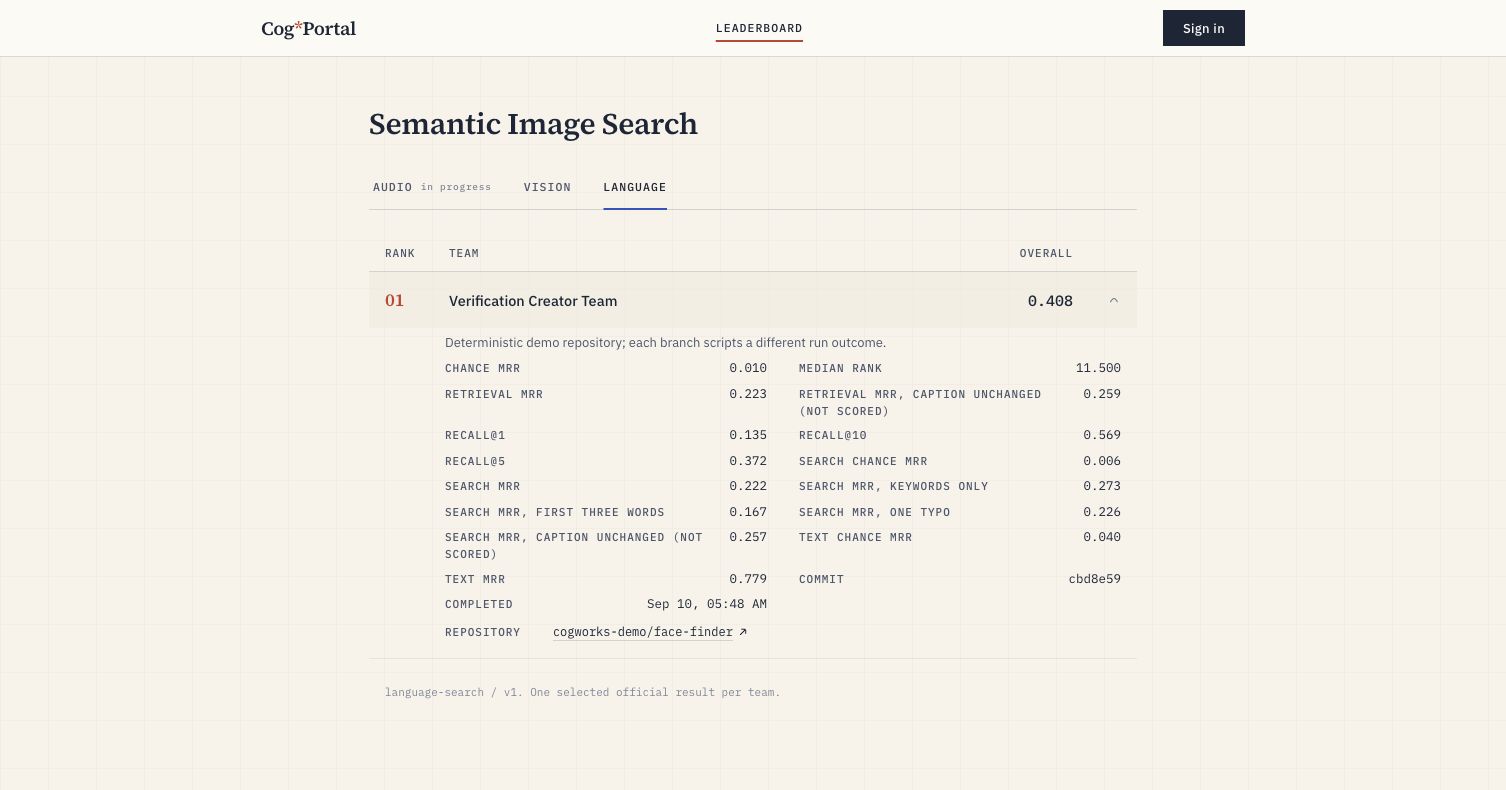 Cog*Portal
LEADERBOARD
Sign in
Semantic Image Search
AUDIO in progress
VISION
LANGUAGE
RANK TEAM OVERALL
01 Verification Creator Team 0.408
Deterministic demo repository; each branch scripts a different run outcome.
CHANCE MRR 0.010
MEDIAN RANK 11.500
RETRIEVAL MRR 0.223
RETRIEVAL MRR, CAPTION UNCHANGED 0.259
(NOT SCORED)
RECALL@1 0.135
RECALL@10 0.569
RECALL@5 0.372
SEARCH CHANCE MRR 0.006
SEARCH MRR 0.222
SEARCH MRR, KEYWORDS ONLY 0.273
SEARCH MRR, FIRST THREE WORDS 0.167
SEARCH MRR, ONE TYPO 0.226
SEARCH MRR, CAPTION UNCHANGED (NOT 0.257
SCORED)
TEXT CHANCE MRR 0.040
TEXT MRR 0.779
COMMIT cbd8e59
COMPLETED Sep 10, 05:48 AM
REPOSITORY cogworks-demo/face-finder ↗
language-search / v1. One selected official result per team.